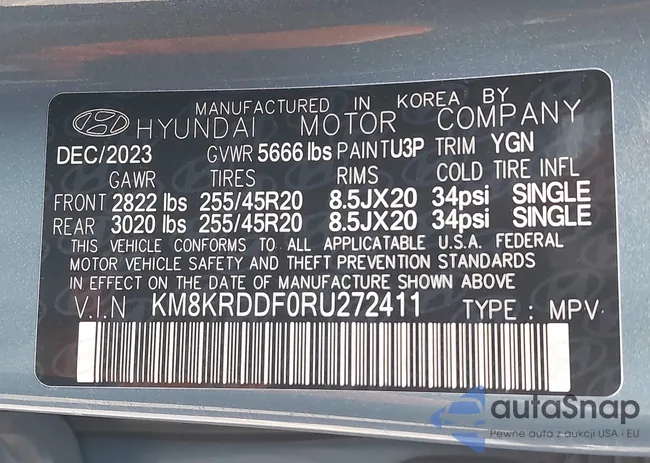 MANUFACTURED IN KOREA BY
HYUNDAI MOTOR COMPANY
DEC/2023 GVWR 5666 lbs PAINT U3P TRIM YGN
GAWR TIRES RIMS COLD TIRE INFL
FRONT 2822 lbs 255/45R20 8.5JX20 34psi SINGLE
REAR 3020 lbs 255/45R20 8.5JX20 34psi SINGLE
THIS VEHICLE CONFORMS TO ALL APPLICABLE U.S.A. FEDERAL
MOTOR VEHICLE SAFETY AND THEFT PREVENTION STANDARDS
IN EFFECT ON THE DATE OF MANUFACTURE SHOWN ABOVE
V.I.N KM8KRDDF0RU272411 TYPE : MPV
autaSnap
Pewne auta z aukcji USA i EU